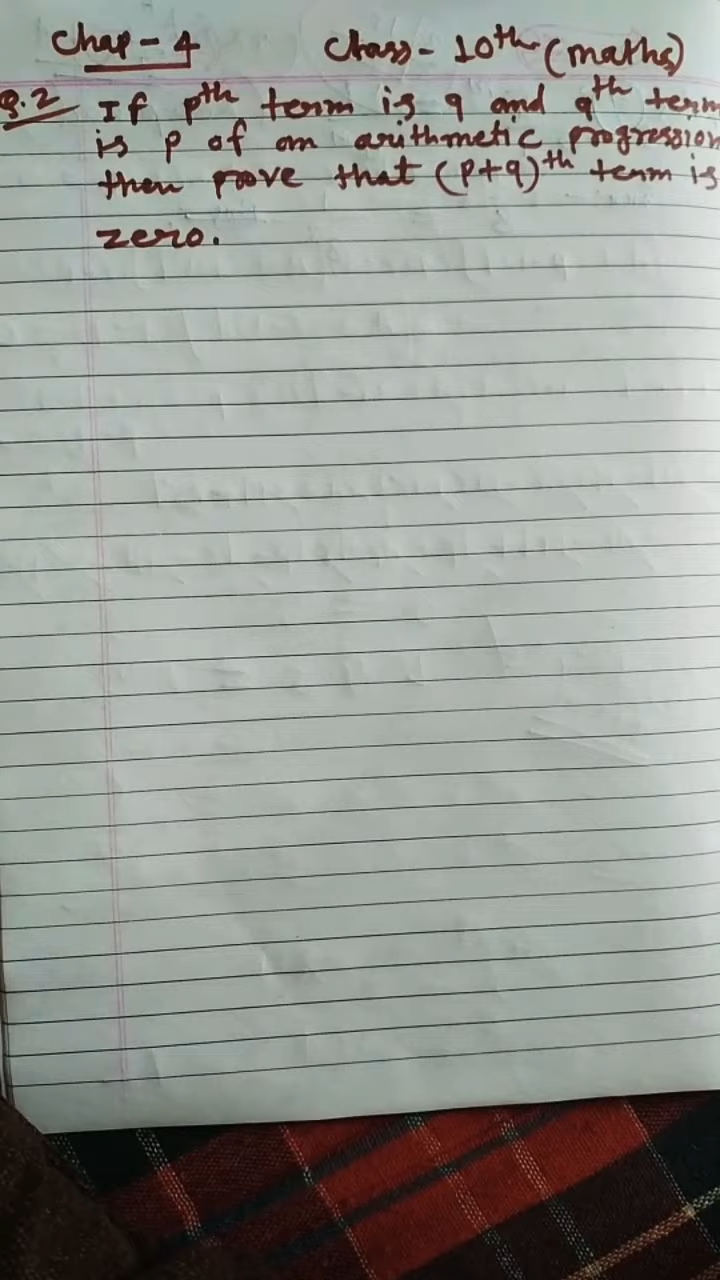 Chap - 4 Class - 10th (maths)
Q.2 If pth term is q and qth term
is p of an arithmetic progression
then prove that (p+q)th term is
zero.